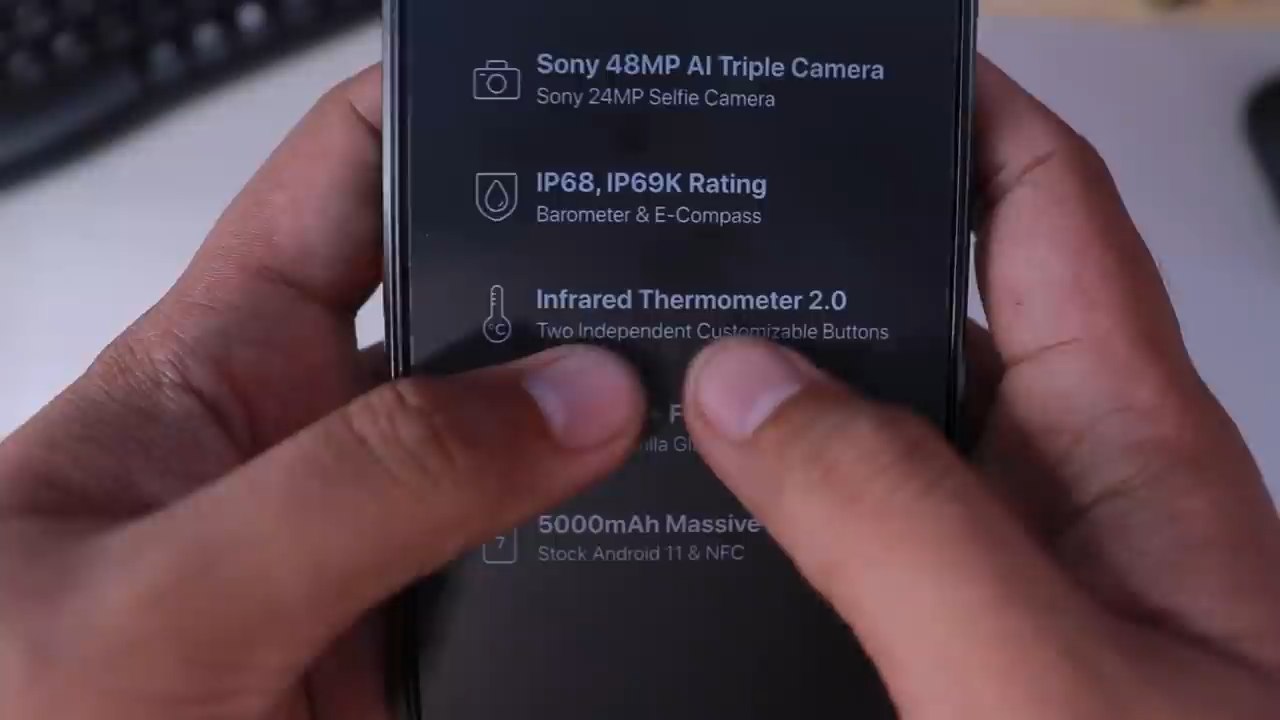 Sony 48MP AI Triple Camera
Sony 24MP Selfie Camera
IP68, IP69K Rating
Barometer & E-Compass
°C
Infrared Thermometer 2.0
Two Independent Customizable Buttons
5000mAh Massive
7
Stock Android 11 & NFC